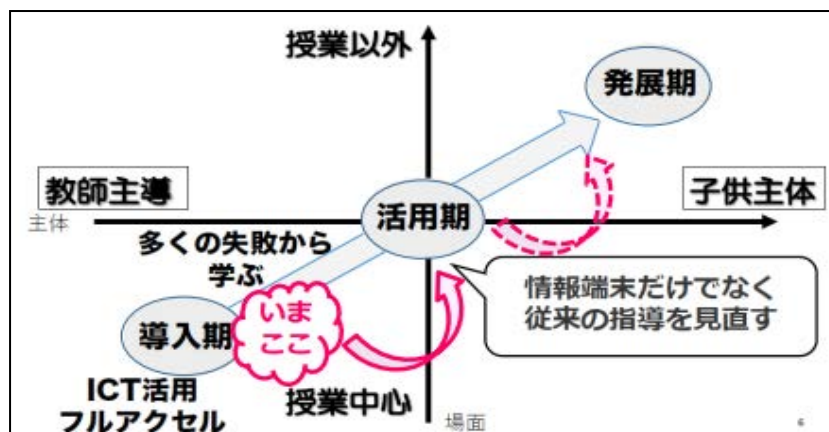 授業以外
発展期
教師主導
子供主体
主体
活用期
多くの失敗から
学ぶ
情報端末だけでなく
従来の指導を見直す
いま
ここ
導入期
ICT活用
フルアクセル
授業中心
場面
6